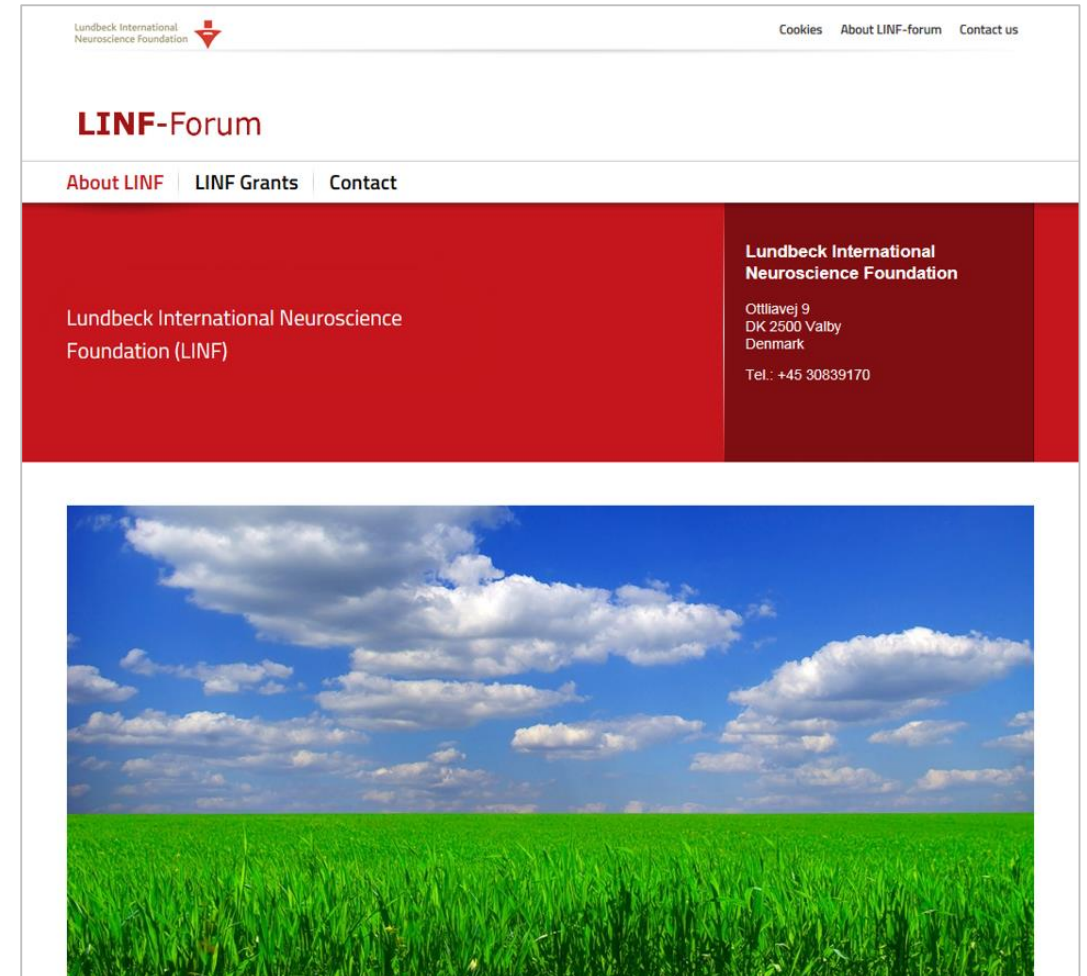 Lundbeck International
Neuroscience Foundation
Cookies About LINF-forum Contact us
LINF-Forum
About LINF LINF Grants Contact
Lundbeck International Neuroscience
Foundation (LINF)
Lundbeck International
Neuroscience Foundation
Ottliavej 9
DK 2500 Valby
Denmark
Tel.: +45 30839170